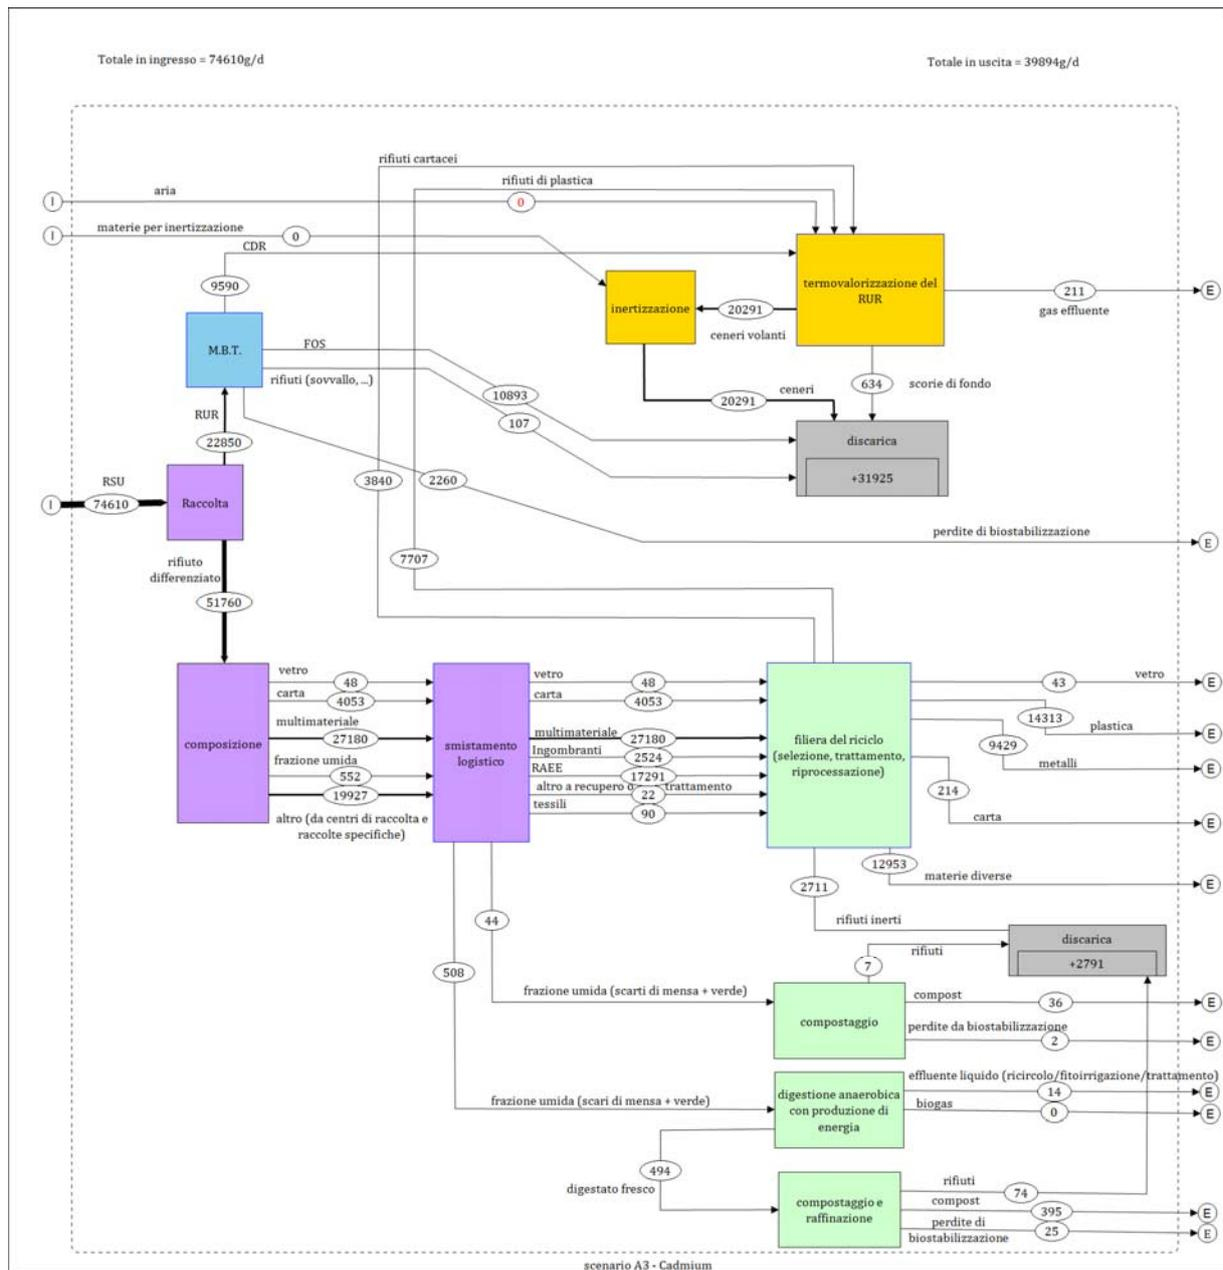 Totale in ingresso = 74610g/d
Totale in uscita = 39894g/d
rifiuti cartacei
rifiuti di plastica
aria
I
0
materie per inertizzazione
I
0
CDR
9590
termovalorizzazione del
RUR
inertizzazione
20291
ceneri volanti
211
gas effluente
E
M.B.T.
FOS
rifiuti (sovvallo, ...)
10893
107
634
scorie di fondo
ceneri
20291
RUR
22850
discarica
+31925
RSU
I
74610
Raccolta
3840
2260
perdite di biostabilizzazione
E
7707
rifiuto
differenziato
51760
composizione
vetro
48
carta
4053
multimateriale
27180
frazione umida
552
19927
altro (da centri di raccolta e
raccolte specifiche)
smistamento
logistico
vetro
48
carta
4053
multimateriale
27180
Ingombranti
2524
RAEE
17291
altro a recupero o trattamento
22
tessili
90
filiera del riciclo
(selezione, trattamento,
riprocessazione)
43
vetro
E
14313
plastica
E
9429
metalli
E
214
carta
E
12953
materie diverse
E
2711
rifiuti inerti
44
508
discarica
+2791
rifiuti
7
frazione umida (scarti di mensa + verde)
compostaggio
compost
36
E
perdite da biostabilizzazione
2
E
frazione umida (scari di mensa + verde)
digestione anaerobica
con produzione di
energia
effluente liquido (ricircolo/fitoirrigazione/trattamento)
14
E
biogas
0
E
494
digestato fresco
compostaggio e
raffinazione
rifiuti
74
compost
395
E
perdite di
biostabilizzazione
25
E
scenario A3 - Cadmium